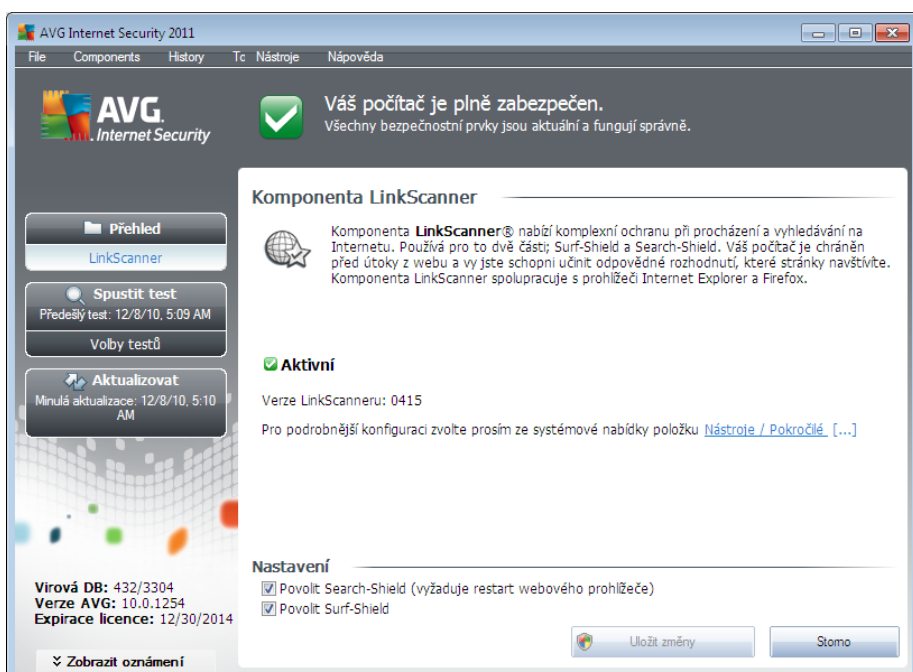 AVG Internet Security 2011
File Components History Tc Nástroje Nápověda
AVG.
Internet Security
Váš počítač je plně zabezpečen.
Všechny bezpečnostní prvky jsou aktuální a fungují správně.
Přehled
LinkScanner
Spustit test
Předešlý test: 12/8/10, 5:09 AM
Volby testů
Aktualizovat
Minulá aktualizace: 12/8/10, 5:10
AM
Virová DB: 432/3304
Verze AVG: 10.0.1254
Expirace licence: 12/30/2014
Zobrazit oznámení
Komponenta LinkScanner
Komponenta LinkScanner® nabízí komplexní ochranu při procházení a vyhledávání na
Internetu. Používá pro to dvě části; Surf-Shield a Search-Shield. Váš počítač je chráněn
před útoky z webu a vy jste schopni učinit odpovědné rozhodnutí, které stránky navštívíte.
Komponenta LinkScanner spolupracuje s prohlížeči Internet Explorer a Firefox.
Aktivní
Verze LinkScanneru: 0415
Pro podrobnější konfiguraci zvolte prosím ze systémové nabídky položku Nástroje / Pokročilé [...]
Nastavení
Povolit Search-Shield (vyžaduje restart webového prohlížeče)
Povolit Surf-Shield
Uložit změny
Storno